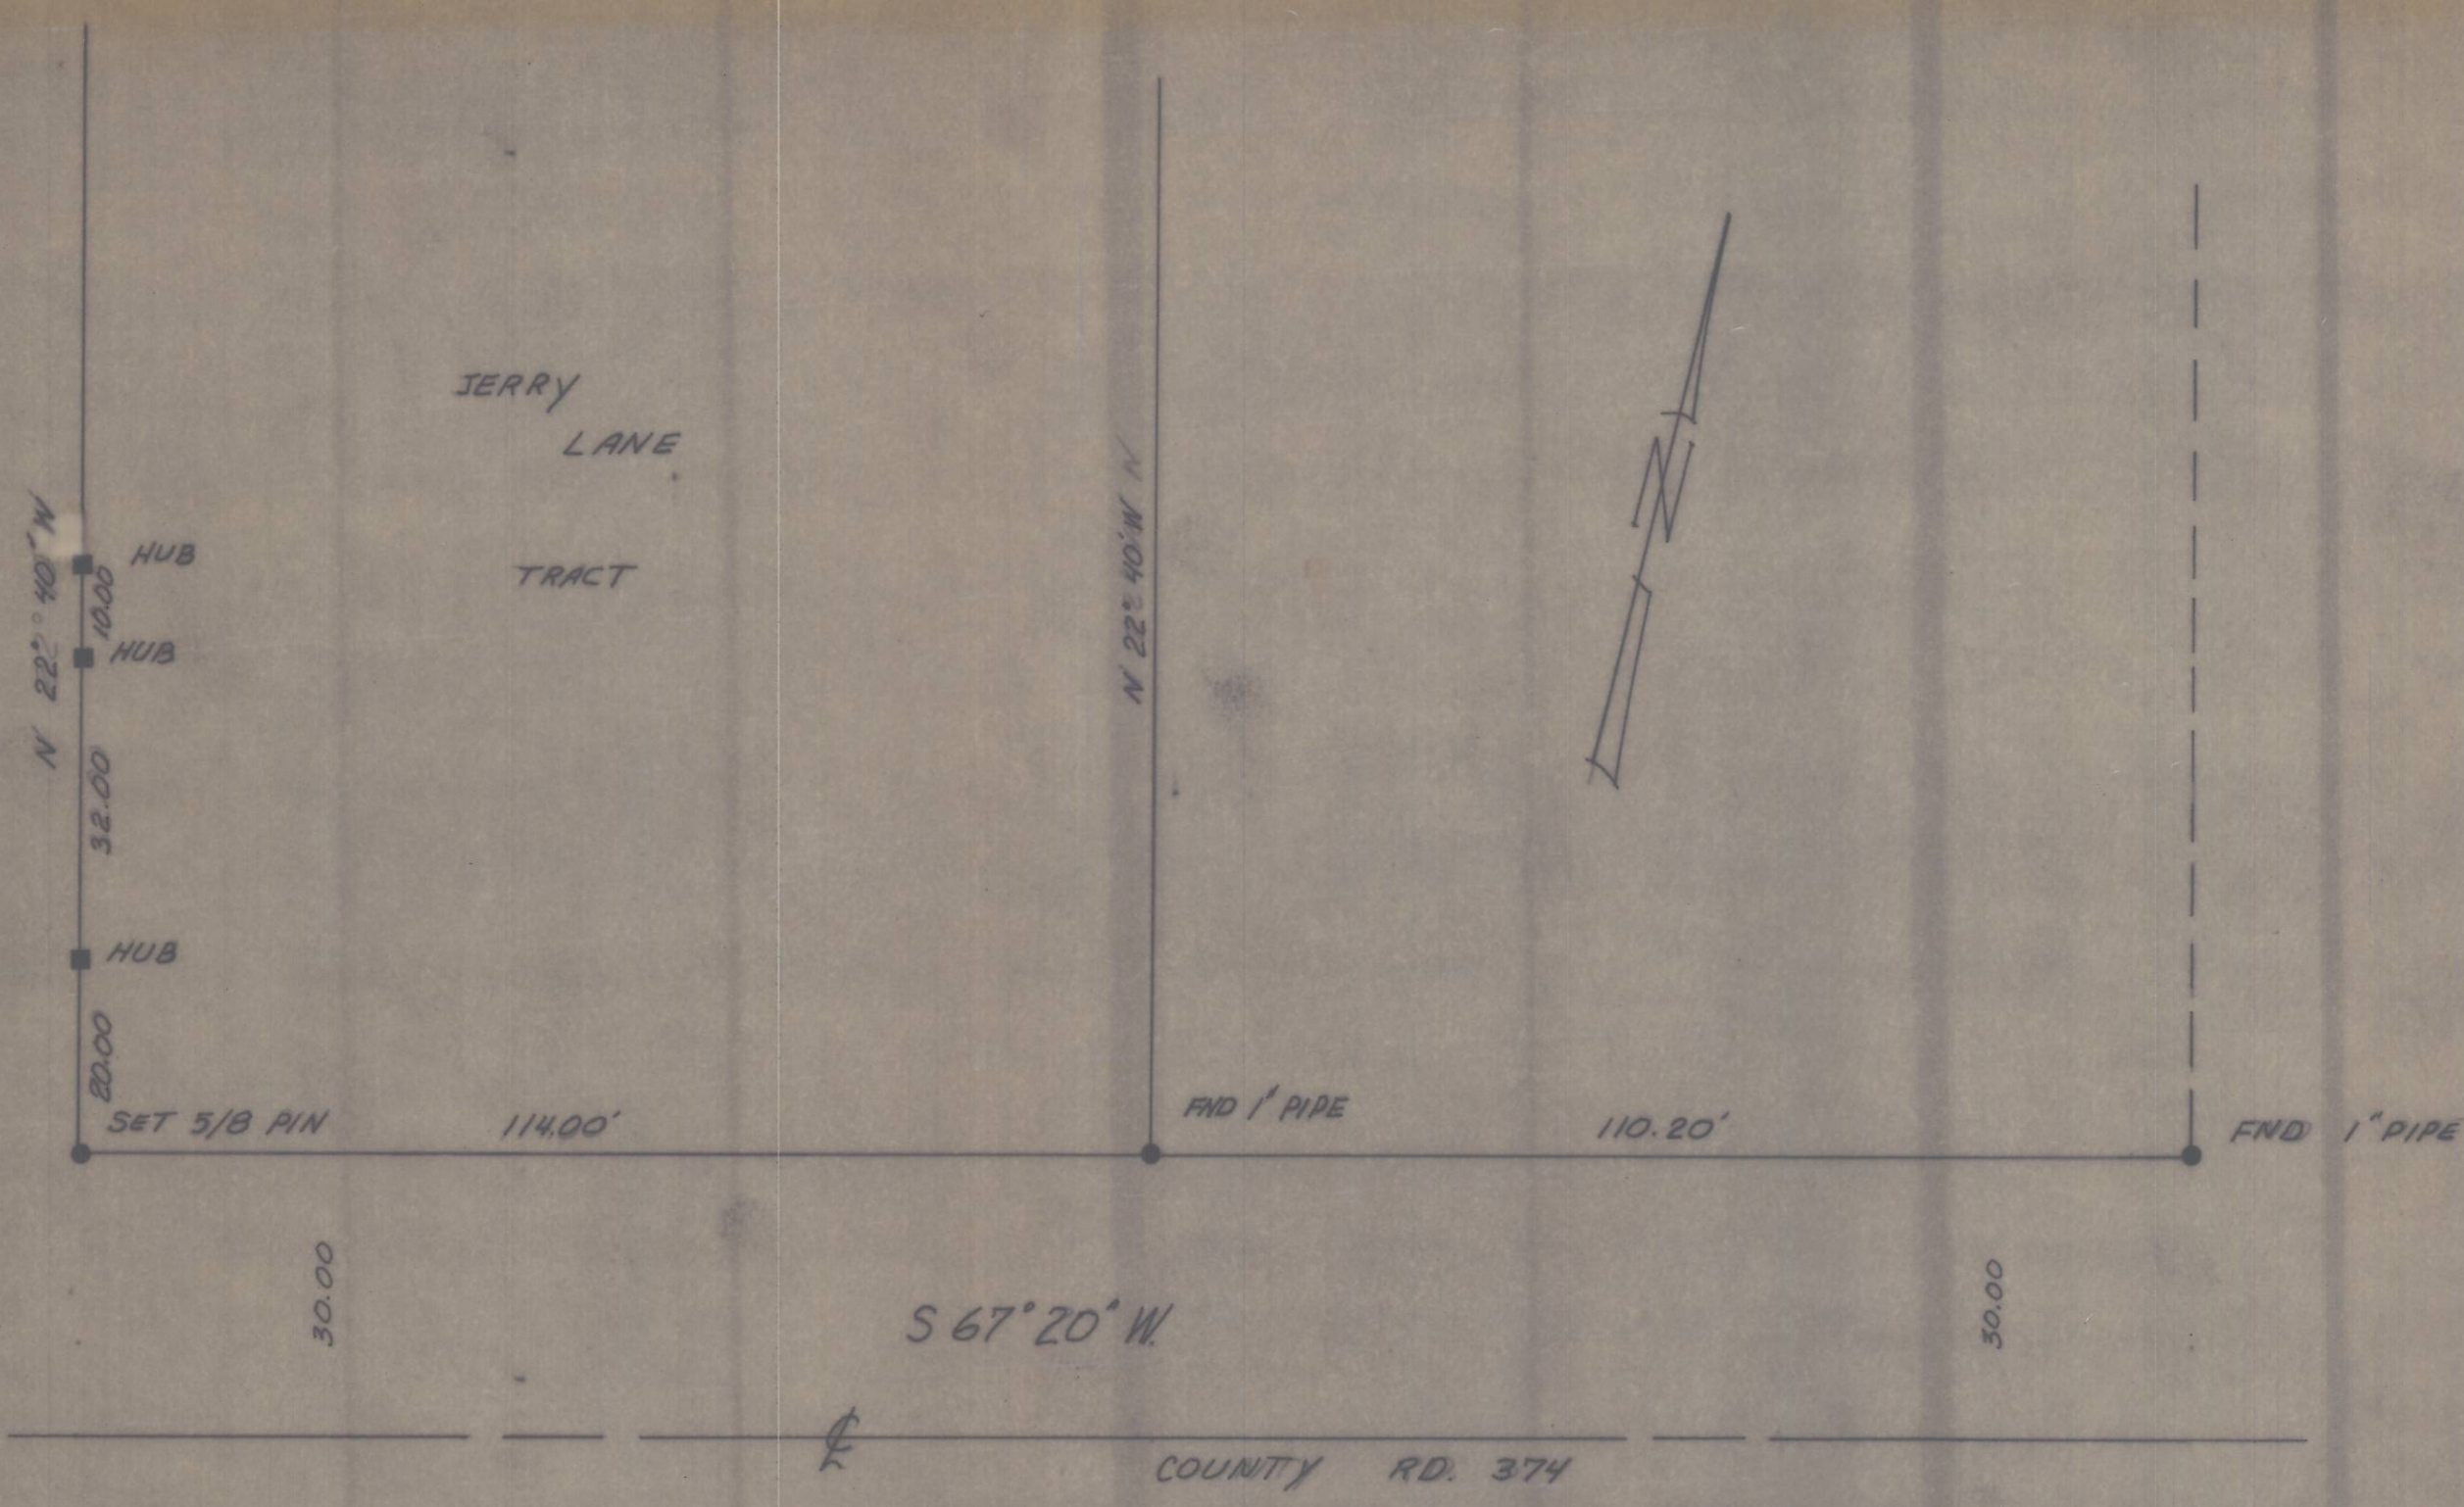 JERRY
LANE
TRACT
N 22° 40" W
HUB
10.00
HUB
32.00
HUB
20.00
SET 5/8 PIN
114.00'
N 22° 40' W N
N
FND 1" PIPE
110.20'
FND 1" PIPE
30.00
S 67° 20" W.
30.00
℄
COUNTY RD. 374